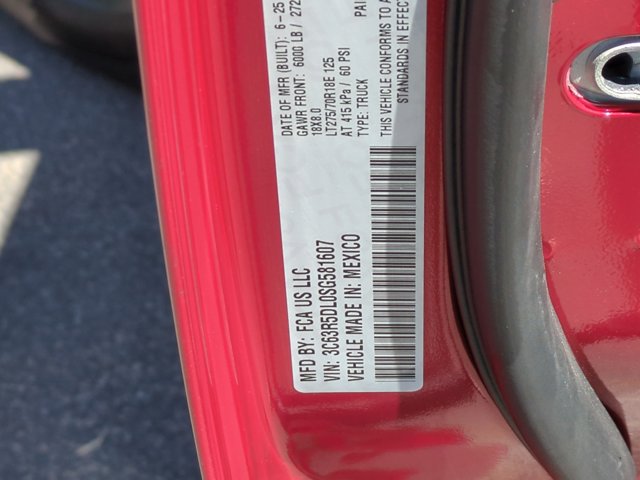 MFD BY: FCA US LLC
VIN: 3C63R5DL0SG581607
VEHICLE MADE IN: MEXICO
DATE OF MFR (BUILT): 6-25
GAWR FRONT: 6000 LB / 272
18X8.0
LT275/70R18E 125
AT 415 kPa / 60 PSI
TYPE: TRUCK
THIS VEHICLE CONFORMS TO A
STANDARDS IN EFFECT
PAI